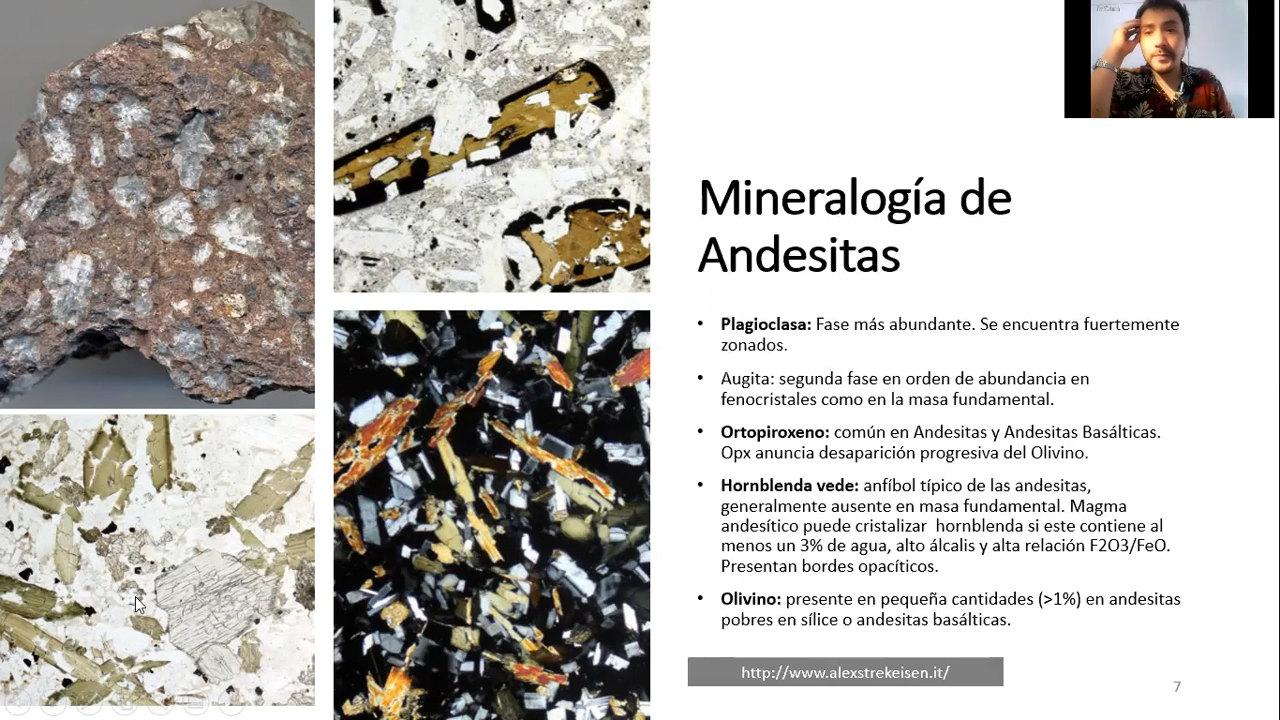 Mineralogía de
Andesitas
• Plagioclasa: Fase más abundante. Se encuentra fuertemente
zonados.
• Augita: segunda fase en orden de abundancia en
fenocristales como en la masa fundamental.
• Ortopiroxeno: común en Andesitas y Andesitas Basálticas.
Opx anuncia desaparición progresiva del Olivino.
• Hornblenda vede: anfíbol típico de las andesitas,
generalmente ausente en masa fundamental. Magma
andesítico puede cristalizar hornblenda si este contiene al
menos un 3% de agua, alto álcalis y alta relación F2O3/FeO.
Presentan bordes opacíticos.
• Olivino: presente en pequeña cantidades (>1%) en andesitas
pobres en sílice o andesitas basálticas.
http://www.alexstrekeisen.it/
7